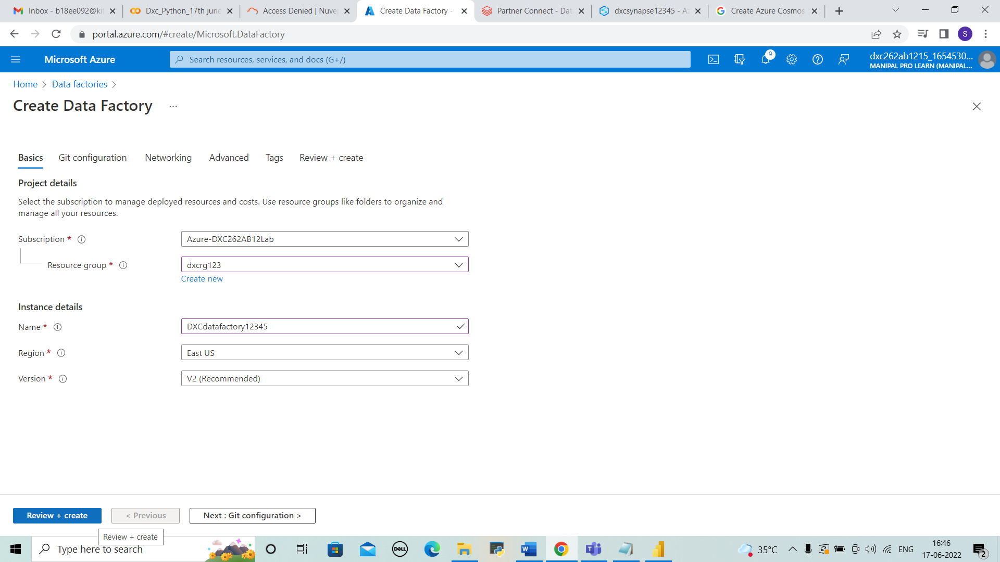 Inbox - b18ee092@ki
Dxc_Python_17th june
Access Denied | Nuve
Create Data Factory -
Partner Connect - Dat
dxcsynapse12345 - Az
Create Azure Cosmos
portal.azure.com/#create/Microsoft.DataFactory
S
Microsoft Azure
Search resources, services, and docs (G+/)
9
dxc262ab1215_1654530...
MANIPAL PRO LEARN (MANIPAL...
Home > Data factories >
Create Data Factory ...
Basics Git configuration Networking Advanced Tags Review + create
Project details
Select the subscription to manage deployed resources and costs. Use resource groups like folders to organize and
manage all your resources.
Subscription * Azure-DXC262AB12Lab
Resource group * dxcrg123
Create new
Instance details
Name * DXCdatafactory12345
Region * East US
Version * V2 (Recommended)
Review + create
< Previous
Next : Git configuration >
Review + create
Type here to search
DELL
35°C
ENG
16:46
17-06-2022
2